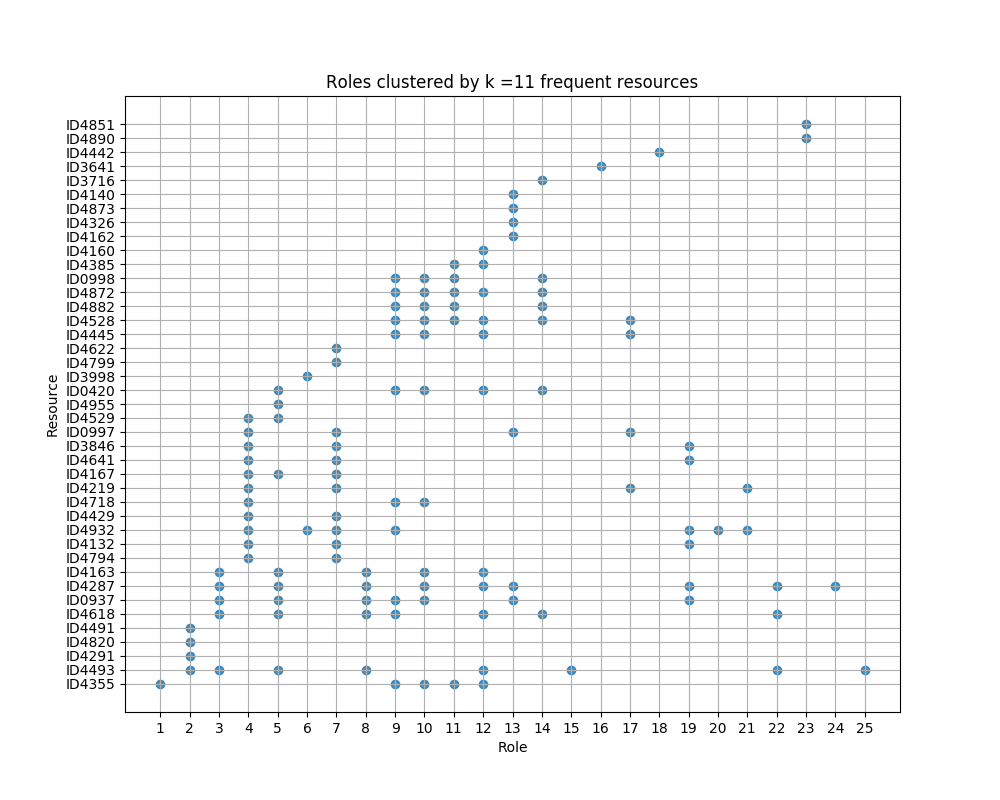 Roles clustered by k =11 frequent resources
ID4851
ID4890
ID4442
ID3641
ID3716
ID4140
ID4873
ID4326
ID4162
ID4160
ID4385
ID0998
ID4872
ID4882
ID4528
ID4445
ID4622
ID4799
ID3998
ID0420
ID4955
ID4529
ID0997
ID3846
ID4641
ID4167
ID4219
ID4718
ID4429
ID4932
ID4132
ID4794
ID4163
ID4287
ID0937
ID4618
ID4491
ID4820
ID4291
ID4493
ID4355
Resource
1 2 3 4 5 6 7 8 9 10 11 12 13 14 15 16 17 18 19 20 21 22 23 24 25
Role